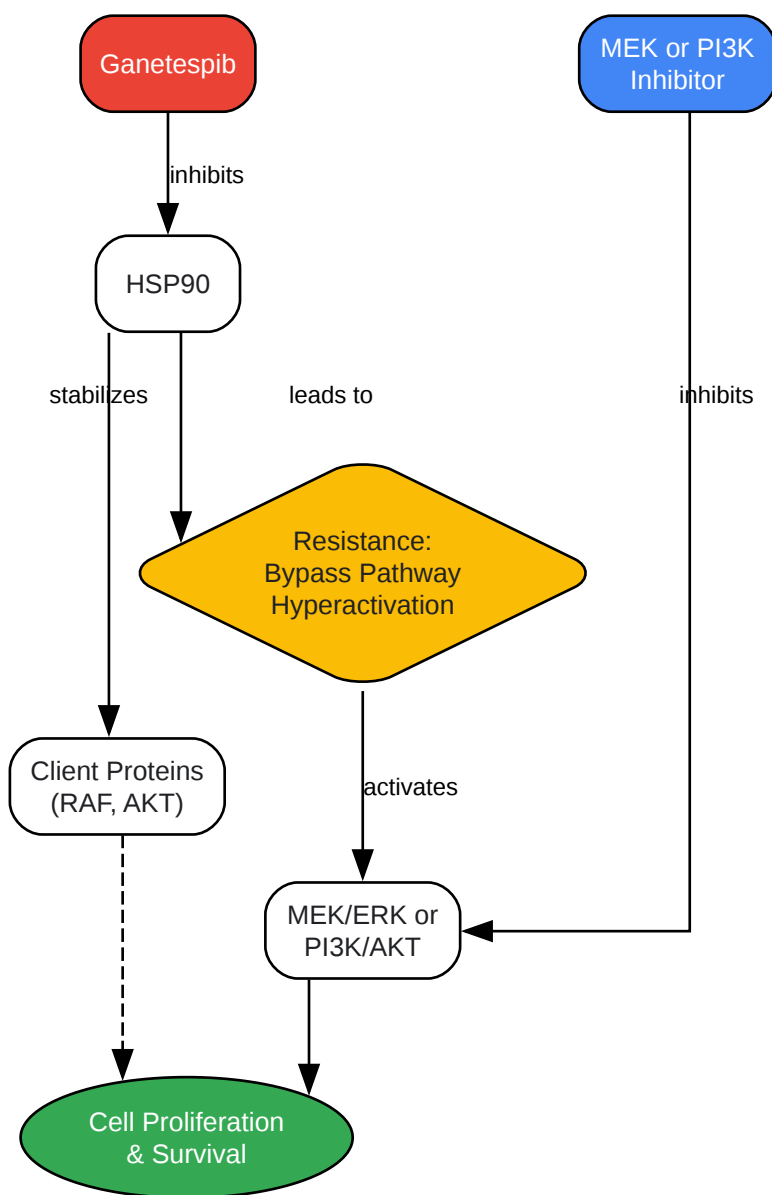 Ganetespib
MEK or PI3K
Inhibitor
inhibits
HSP90
stabilizes
leads to
inhibits
Resistance:
Bypass Pathway
Hyperactivation
Client Proteins
(RAF, AKT)
activates
MEK/ERK or
PI3K/AKT
Cell Proliferation
& Survival